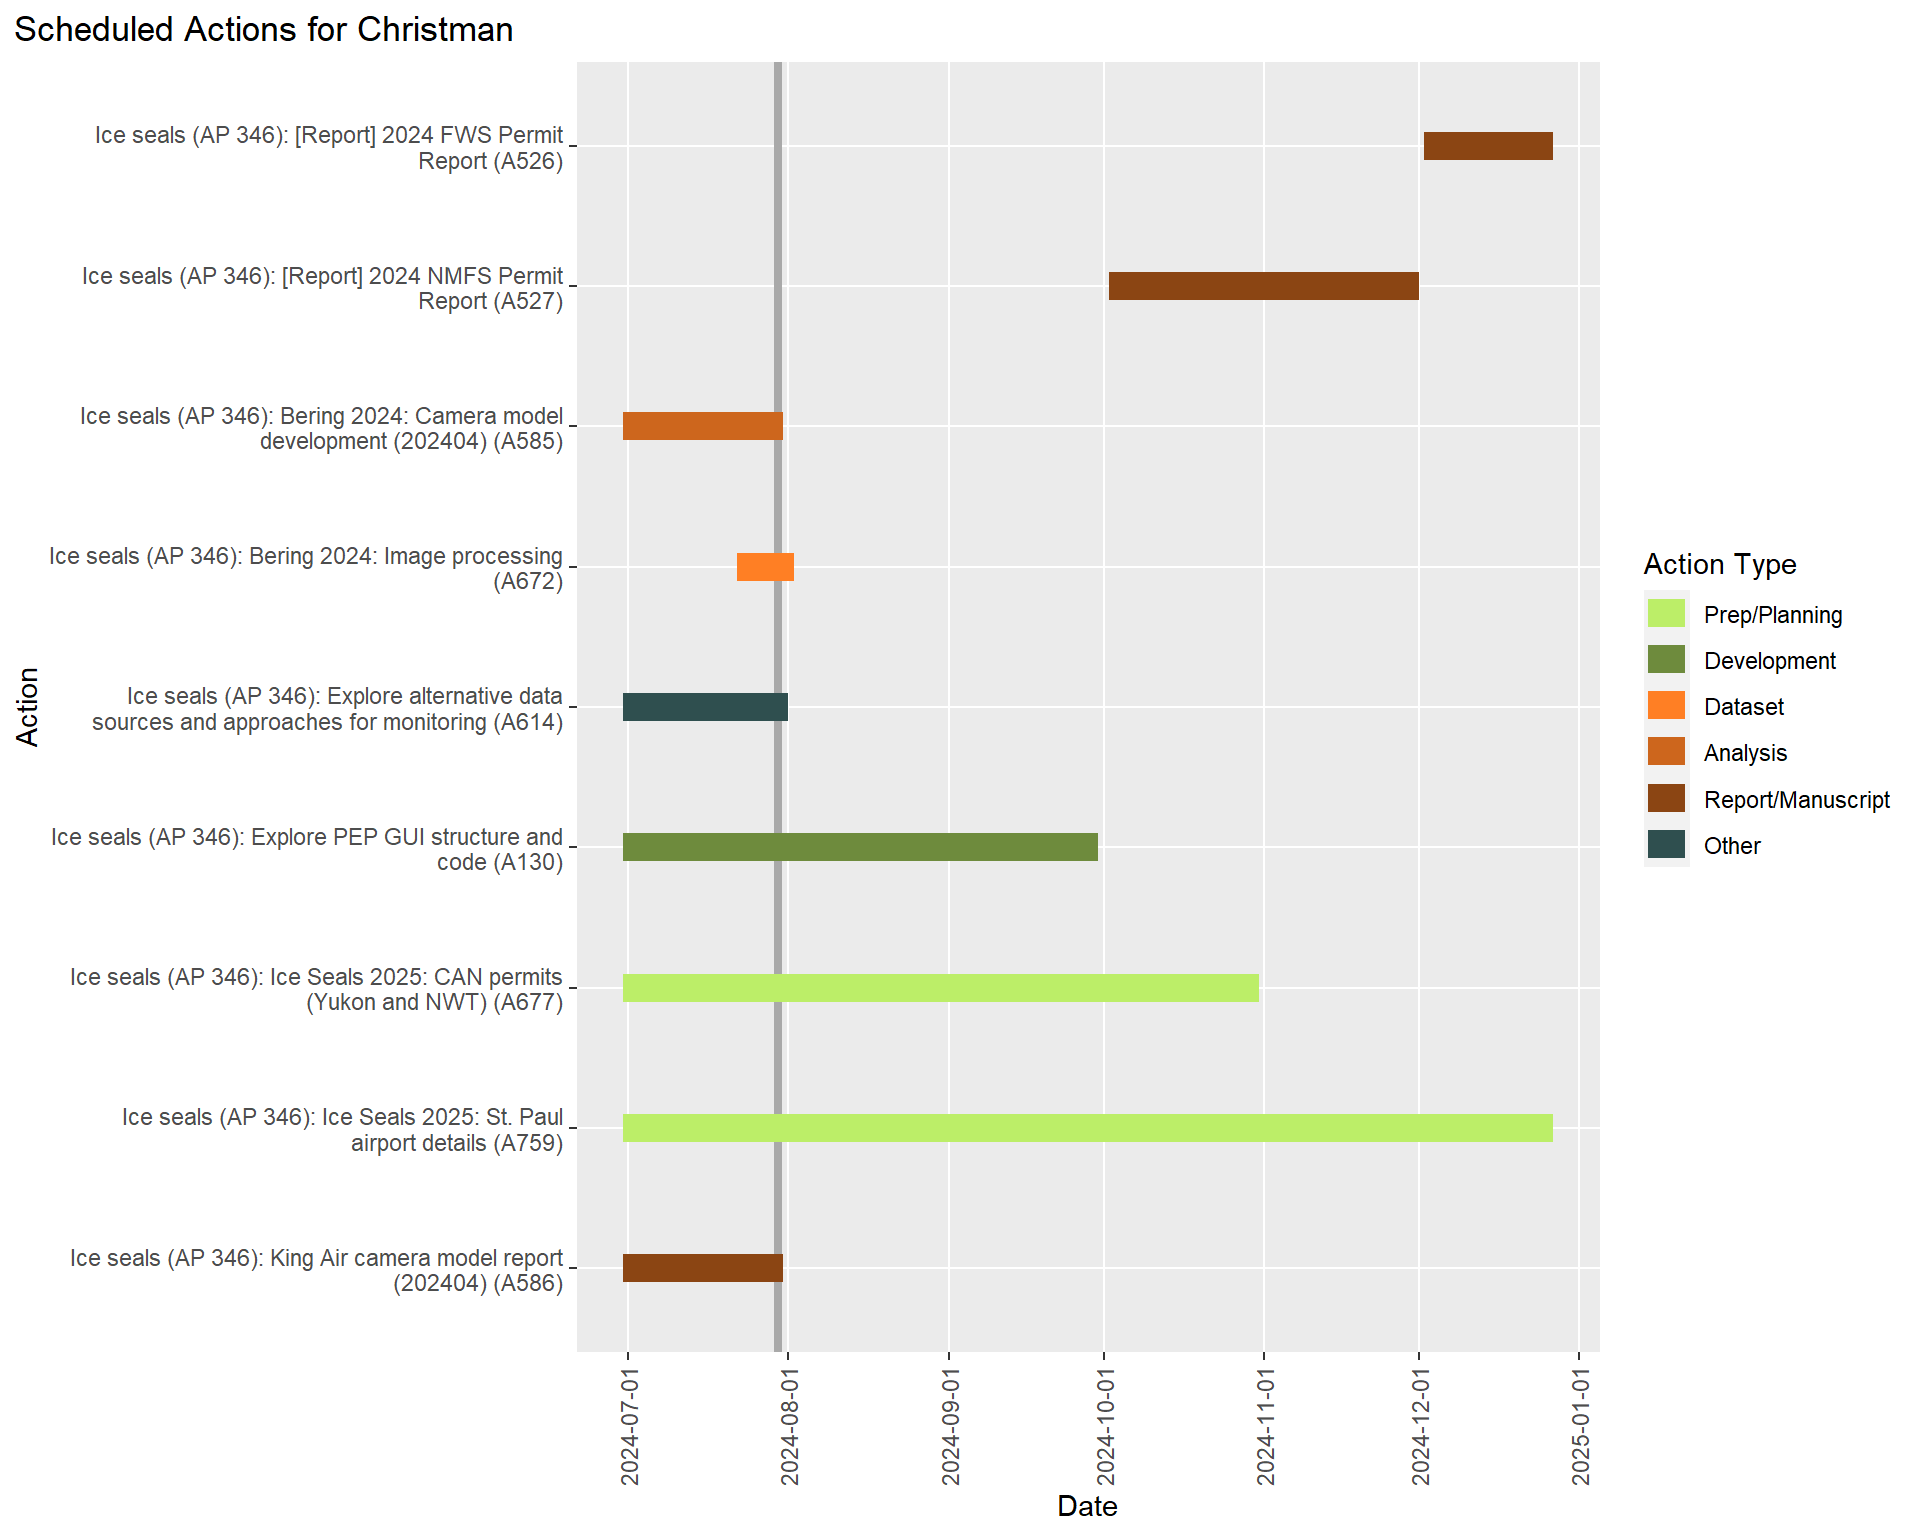 Scheduled Actions for Christman
Ice seals (AP 346): [Report] 2024 FWS Permit
Report (A526)
Ice seals (AP 346): [Report] 2024 NMFS Permit
Report (A527)
Ice seals (AP 346): Bering 2024: Camera model
development (202404) (A585)
Ice seals (AP 346): Bering 2024: Image processing
(A672)
Ice seals (AP 346): Explore alternative data
sources and approaches for monitoring (A614)
Ice seals (AP 346): Explore PEP GUI structure and
code (A130)
Ice seals (AP 346): Ice Seals 2025: CAN permits
(Yukon and NWT) (A677)
Ice seals (AP 346): Ice Seals 2025: St. Paul
airport details (A759)
Ice seals (AP 346): King Air camera model report
(202404) (A586)
Action
2024-07-01
2024-08-01
2024-09-01
2024-10-01
2024-11-01
2024-12-01
2025-01-01
Date
Action Type
Prep/Planning
Development
Dataset
Analysis
Report/Manuscript
Other